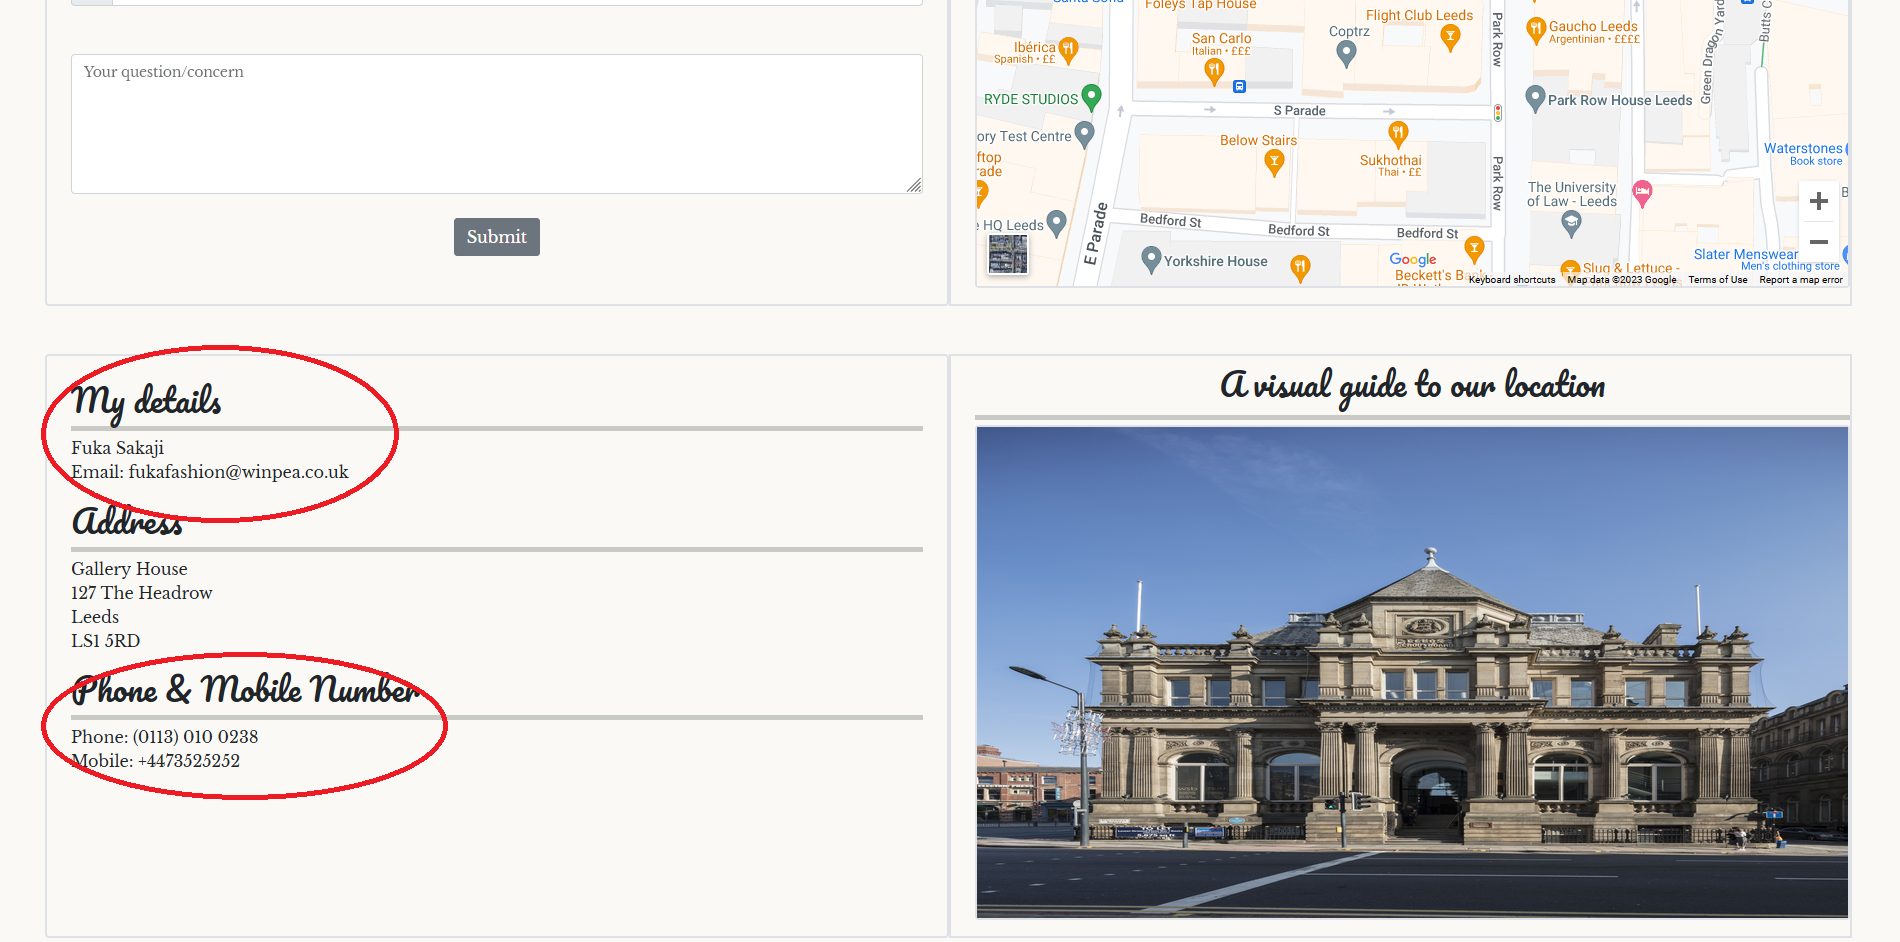 Your question/concern
Submit
Foleys Tap House
Flight Club Leeds
Gaucho Leeds
Argentinian • ££££
Ibérica
Spanish • ££
San Carlo
Italian • £££
Coptrz
Park Row
Green Dragon Yard
Butts C
RYDE STUDIOS
S Parade
Park Row House Leeds
ory Test Centre
Below Stairs
Sukhothai
Thai • ££
Waterstones
Book store
ftop
rade
Park Row
The University
of Law - Leeds
HQ Leeds
E Parade
Bedford St
Bedford St
Bedford St
Yorkshire House
Google
Beckett's B
Slug & Lettuce -
Slater Menswear
Men's clothing store
Keyboard shortcuts
Map data ©2023 Google
Terms of Use
Report a map error
My details
Fuka Sakaji
Email: fukafashion@winpea.co.uk
Address
Gallery House
127 The Headrow
Leeds
LS1 5RD
Phone & Mobile Number
Phone: (0113) 010 0238
Mobile: +4473525252
A visual guide to our location